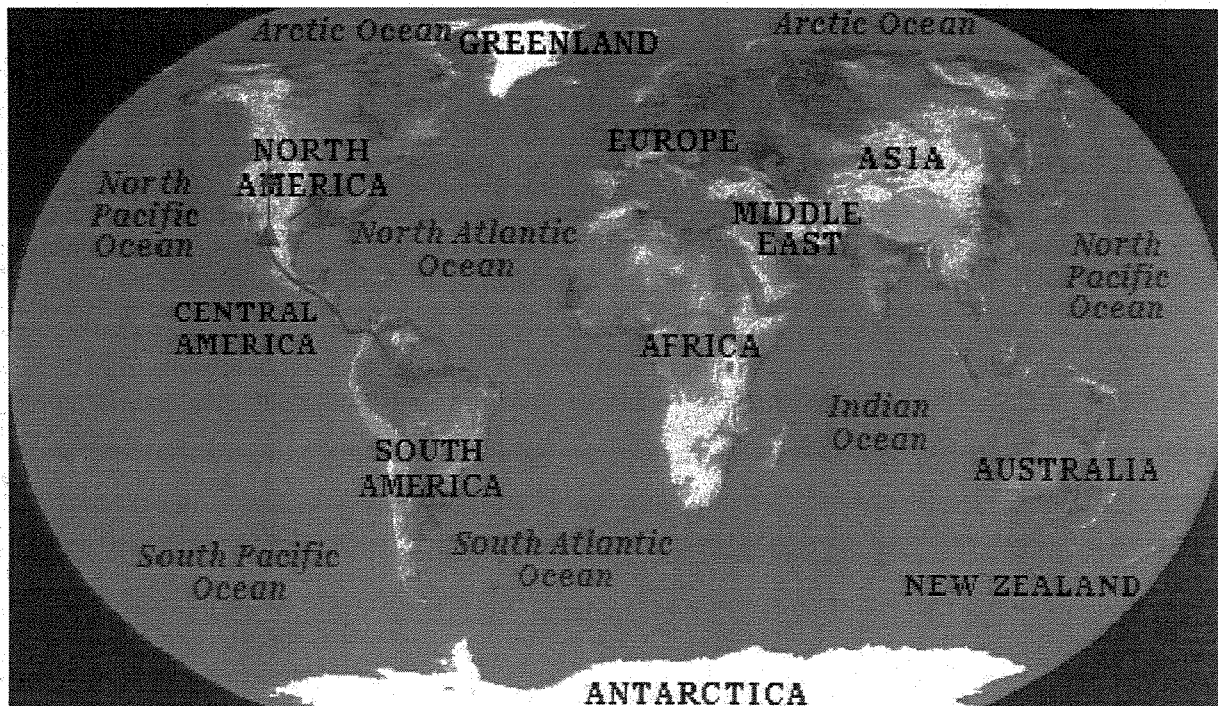 Arctic Ocean
Arctic Ocean
GREENLAND
EUROPE
NORTH
AMERICA
ASIA
North
Pacific
Ocean
MIDDLE
EAST
North Atlantic
Ocean
North
Pacific
Ocean
CENTRAL
AMERICA
AFRICA
Indian
Ocean
SOUTH
AMERICA
AUSTRALIA
South Pacific
Ocean
South Atlantic
Ocean
NEW ZEALAND
ANTARCTICA